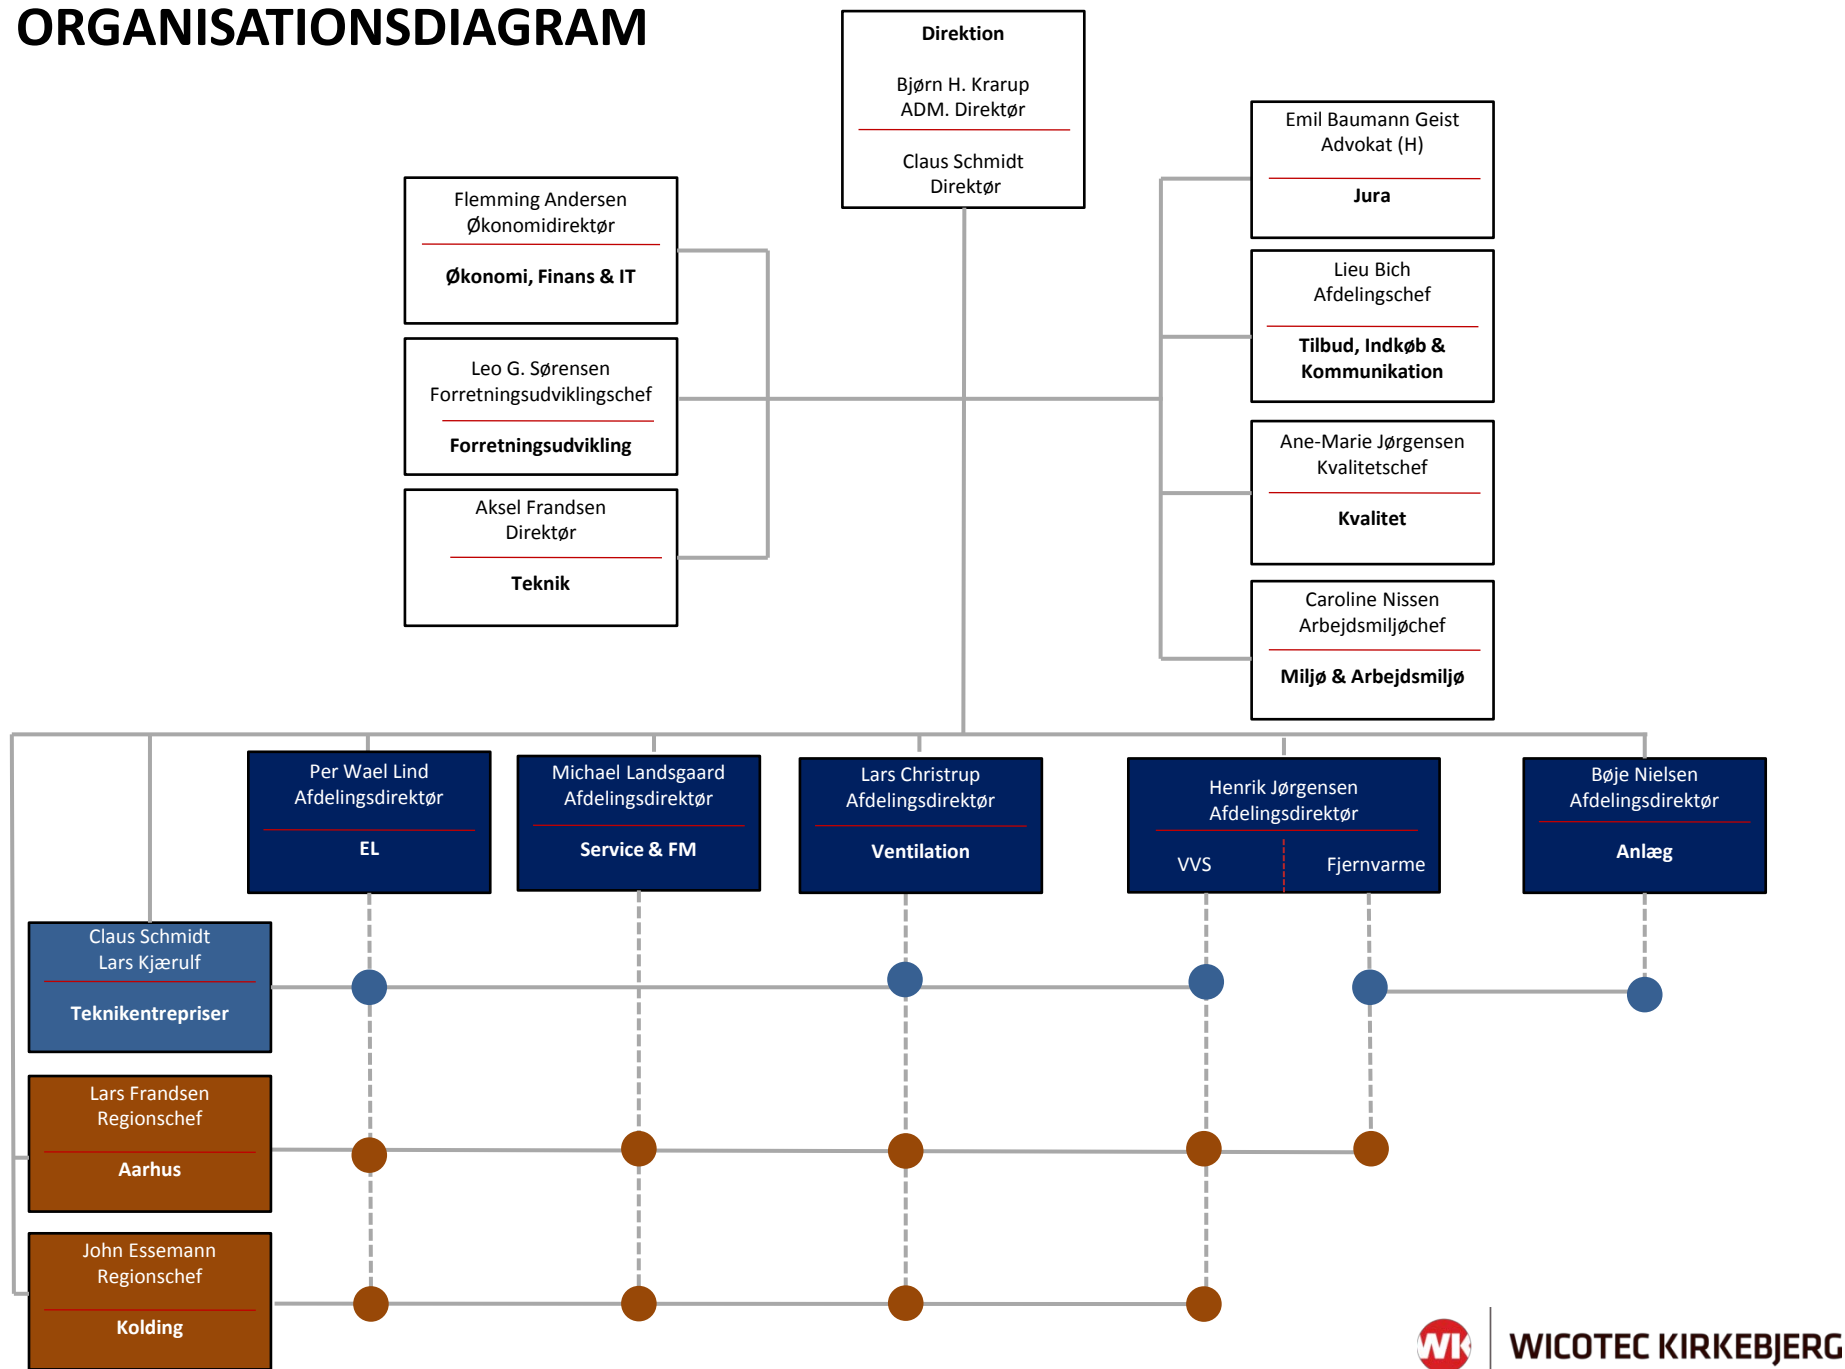 ORGANISATIONSDIAGRAM
Direktion
Bjørn H. Krarup
ADM. Direktør
Claus Schmidt
Direktør
Flemming Andersen
Økonomidirektør
Økonomi, Finans & IT
Leo G. Sørensen
Forretningsudviklingschef
Forretningsudvikling
Aksel Frandsen
Direktør
Teknik
Emil Baumann Geist
Advokat (H)
Jura
Lieu Bich
Afdelingschef
Tilbud, Indkøb &
Kommunikation
Ane-Marie Jørgensen
Kvalitetschef
Kvalitet
Caroline Nissen
Arbejdsmiljøchef
Miljø & Arbejdsmiljø
Per Wael Lind
Afdelingsdirektør
EL
Michael Landsgaard
Afdelingsdirektør
Service & FM
Lars Christrup
Afdelingsdirektør
Ventilation
Henrik Jørgensen
Afdelingsdirektør
VVS
Fjernvarme
Bøje Nielsen
Afdelingsdirektør
Anlæg
Claus Schmidt
Lars Kjærulf
Teknikentrepriser
Lars Frandsen
Regionschef
Aarhus
John Essemann
Regionschef
Kolding
WK
WICOTEC KIRKEBJERG